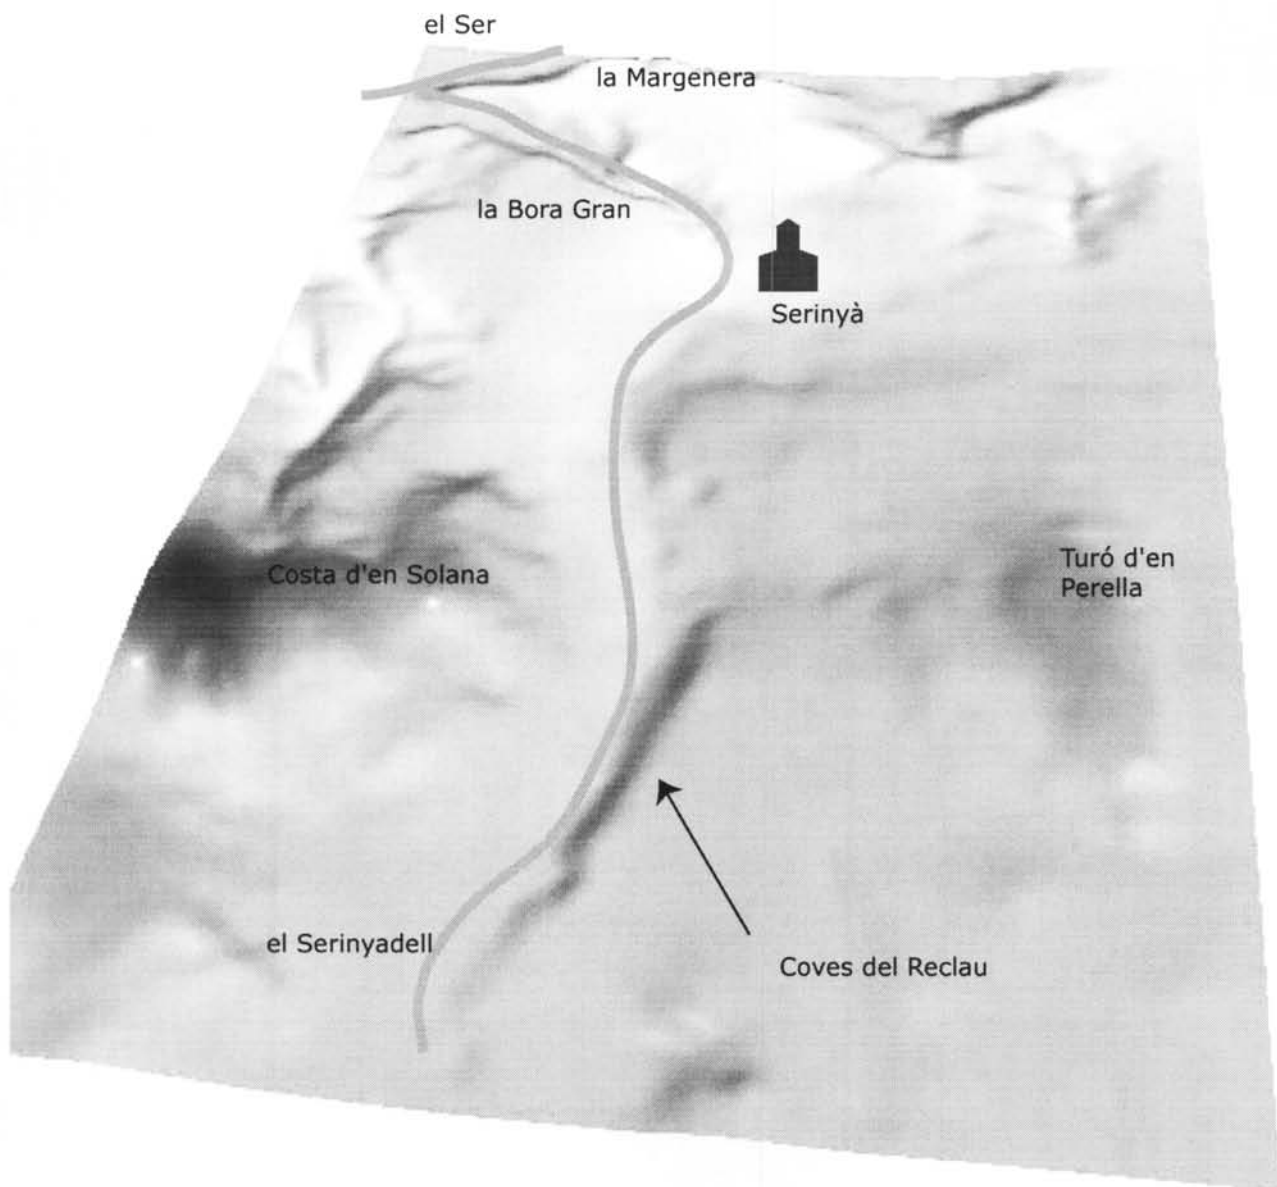 el Ser
la Margenera
la Bora Gran
Serinyà
Costa d'en Solana
Turó d'en
Perella
el Serinyadell
Coves del Reclau